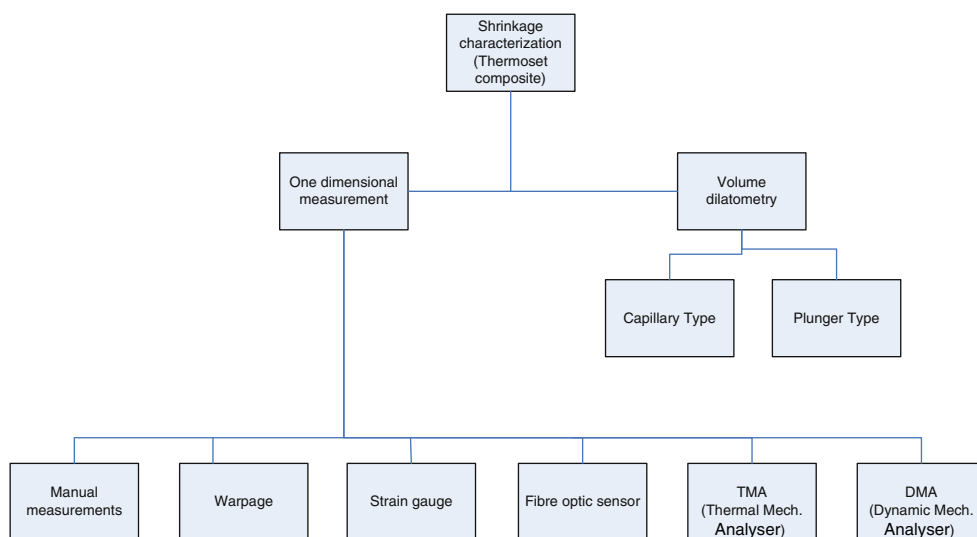 Shrinkage
characterization
(Thermoset
composite)
One dimensional
measurement
Volume
dilatometry
Capillary Type
Plunger Type
Manual
measurements
Warpage
Strain gauge
Fibre optic sensor
TMA
(Thermal Mech.
Analyser)
DMA
(Dynamic Mech.
Analyser)